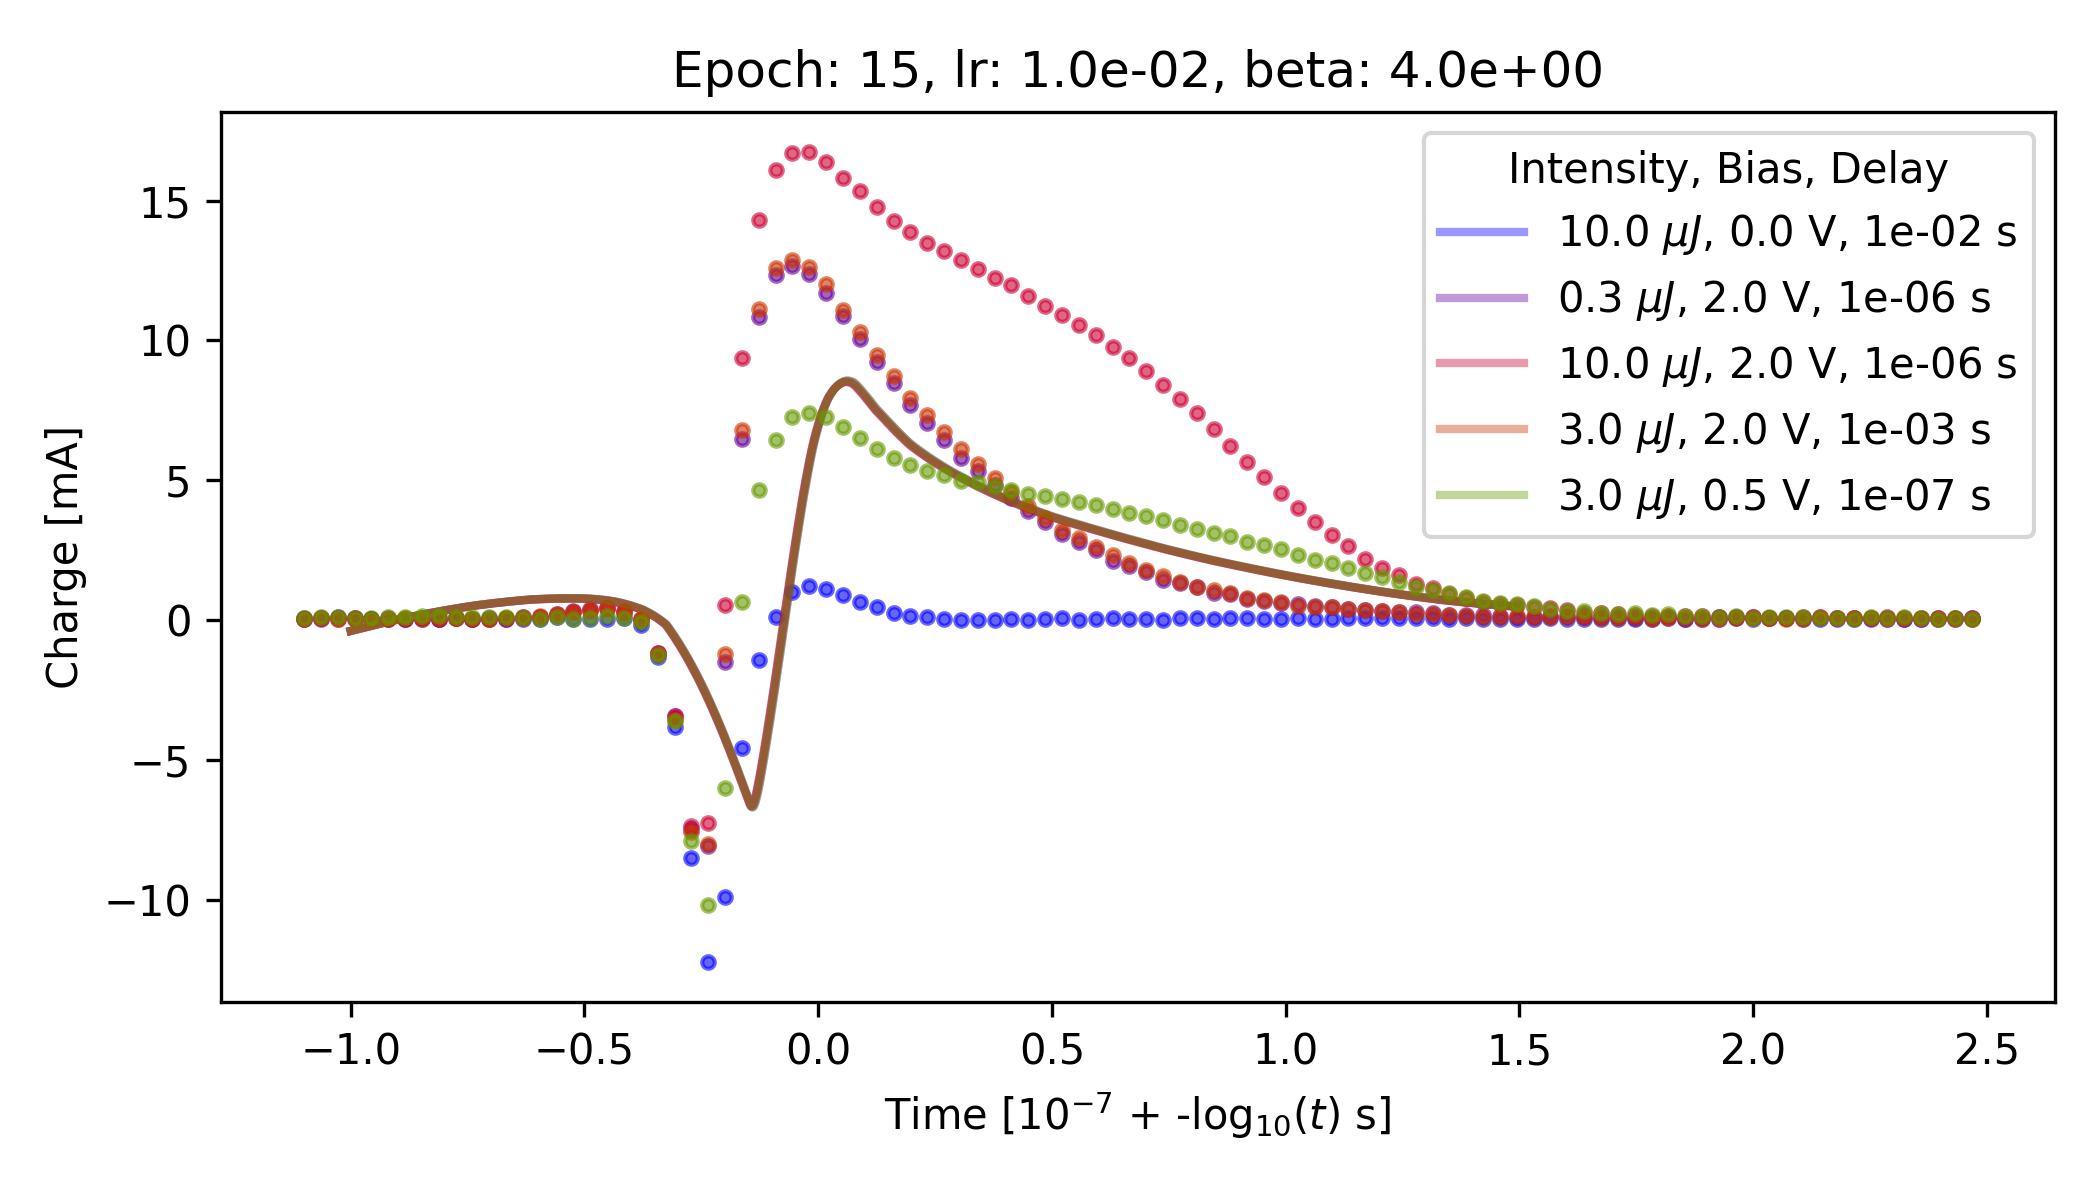 Epoch: 15, lr: 1.0e-02, beta: 4.0e+00
Charge [mA]
15
10
5
0
−5
−10
Intensity, Bias, Delay
10.0 μJ, 0.0 V, 1e-02 s
0.3 μJ, 2.0 V, 1e-06 s
10.0 μJ, 2.0 V, 1e-06 s
3.0 μJ, 2.0 V, 1e-03 s
3.0 μJ, 0.5 V, 1e-07 s
−1.0 −0.5 0.0 0.5 1.0 1.5 2.0 2.5
Time [10⁻⁷ + -log₁₀(t) s]